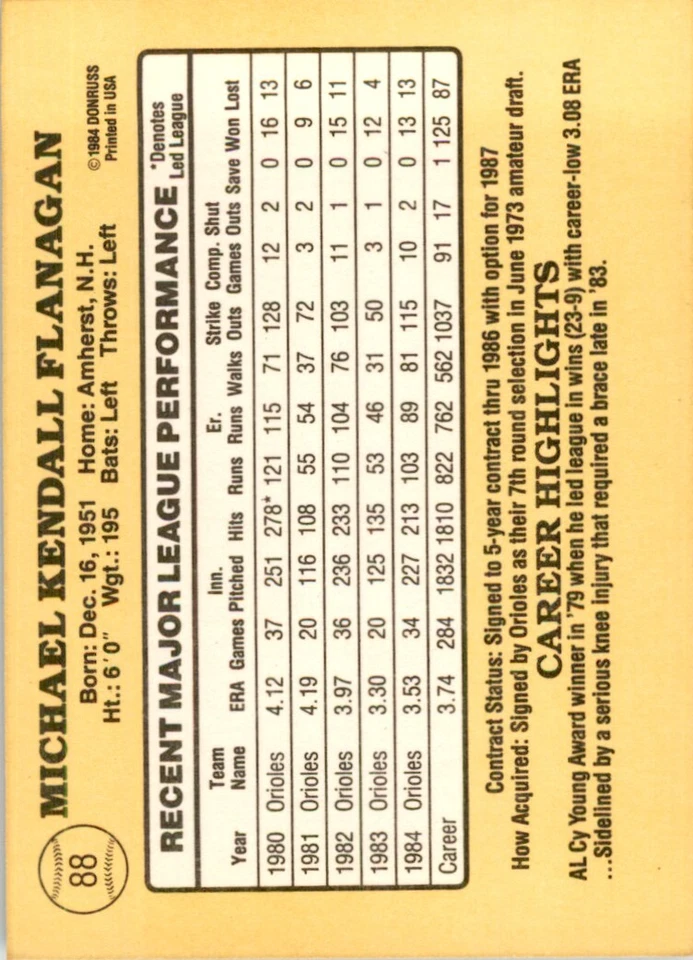 88
MICHAEL KENDALL FLANAGAN
Born: Dec. 16, 1951 Home: Amherst, N.H.
Ht.: 6'0" Wgt.: 195 Bats: Left Throws: Left
©1984 DONRUSS
Printed in USA
RECENT MAJOR LEAGUE PERFORMANCE
*Denotes
Led League
Team Inn. Er. Strike Comp. Shut
Year Name ERA Games Pitched Hits Runs Runs Walks Outs Games Outs Save Won Lost
1980 Orioles 4.12 37 251 278* 121 115 71 128 12 2 0 16 13
1981 Orioles 4.19 20 116 108 55 54 37 72 3 2 0 9 6
1982 Orioles 3.97 36 236 233 110 104 76 103 11 1 0 15 11
1983 Orioles 3.30 20 125 135 53 46 31 50 3 1 0 12 4
1984 Orioles 3.53 34 227 213 103 89 81 115 10 2 0 13 13
Career 3.74 284 1832 1810 822 762 562 1037 91 17 1 125 87
Contract Status: Signed to 5-year contract thru 1986 with option for 1987
How Acquired: Signed by Orioles as their 7th round selection in June 1973 amateur draft.
CAREER HIGHLIGHTS
AL Cy Young Award winner in '79 when he led league in wins (23-9) with career-low 3.08 ERA
...Sidelined by a serious knee injury that required a brace late in '83.